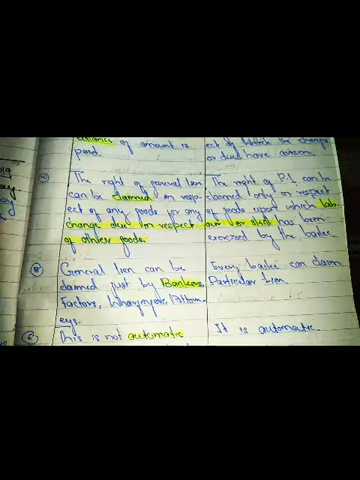 balance of amount is
paid.
ect of which the charge
or dues have arisen.
④ The right of general lien
can be claimed in resp-
ect of any goods for any
charge due in respect
of other goods.
The right of P.L can be
claimed only in respect
of goods upon which lab-
our or skill has been
exercised by the bailee.
⑤ General lien can be
claimed just by Bankers,
Factors, Wharfingers, Attorn-
eys.
Every bailee can claim
Particular lien.
⑥ This is not automatic
It is automatic.